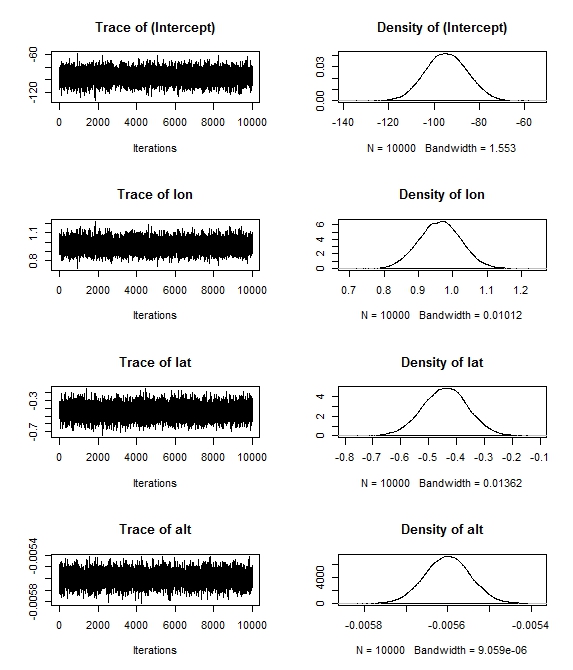 Trace of (Intercept)
Density of (Intercept)
-60
-120
0 2000 4000 6000 8000 10000
Iterations
0.03
0.00
-140 -120 -100 -80 -60
N = 10000 Bandwidth = 1.553
Trace of lon
Density of lon
1.1
0.8
0 2000 4000 6000 8000 10000
Iterations
6
4
2
0
0.7 0.8 0.9 1.0 1.1 1.2
N = 10000 Bandwidth = 0.01012
Trace of lat
Density of lat
-0.3
-0.7
0 2000 4000 6000 8000 10000
Iterations
4
2
0
-0.8 -0.7 -0.6 -0.5 -0.4 -0.3 -0.2 -0.1
N = 10000 Bandwidth = 0.01362
Trace of alt
Density of alt
-0.0054
-0.0058
0 2000 4000 6000 8000 10000
Iterations
4000
0
-0.0058 -0.0056 -0.0054
N = 10000 Bandwidth = 9.059e-06